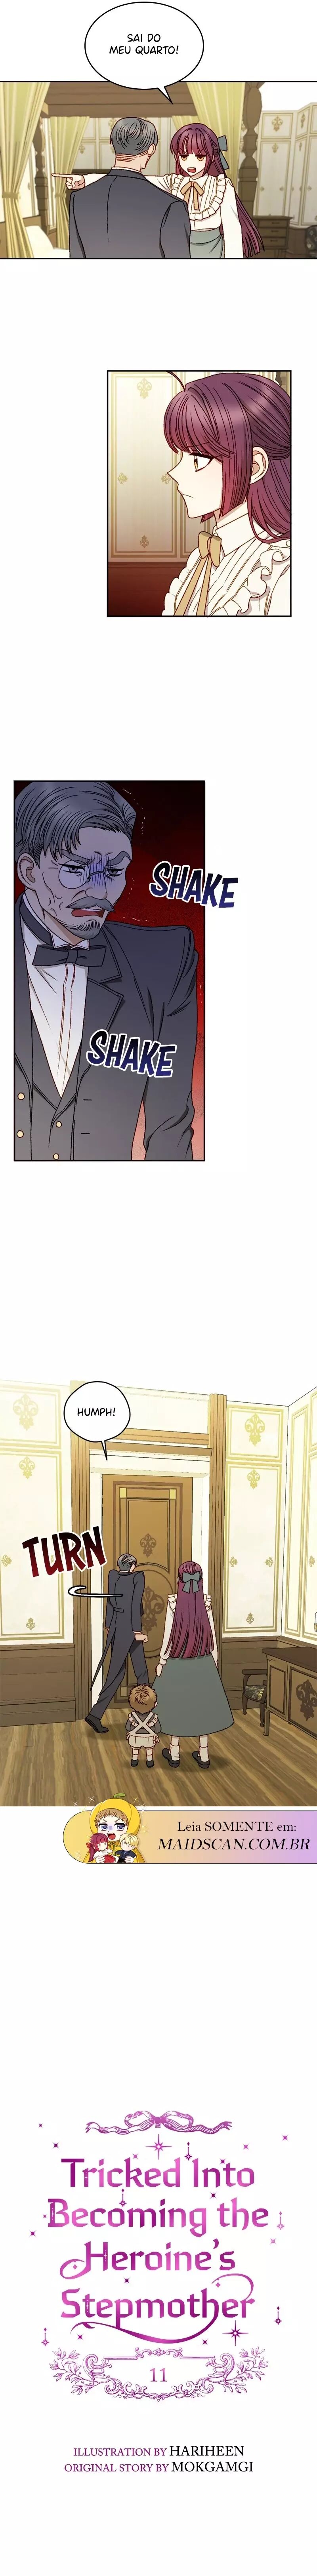 SAI DO
MEU QUARTO!
SHAKE
SHAKE
HUMPH!
TURN
Leia SOMENTE em:
MAIDSCAN.COM.BR
Tricked Into
Becoming the
Heroine's
Stepmother
11
ILLUSTRATION BY HARIHEEN
ORIGINAL STORY BY MOKGAMGI